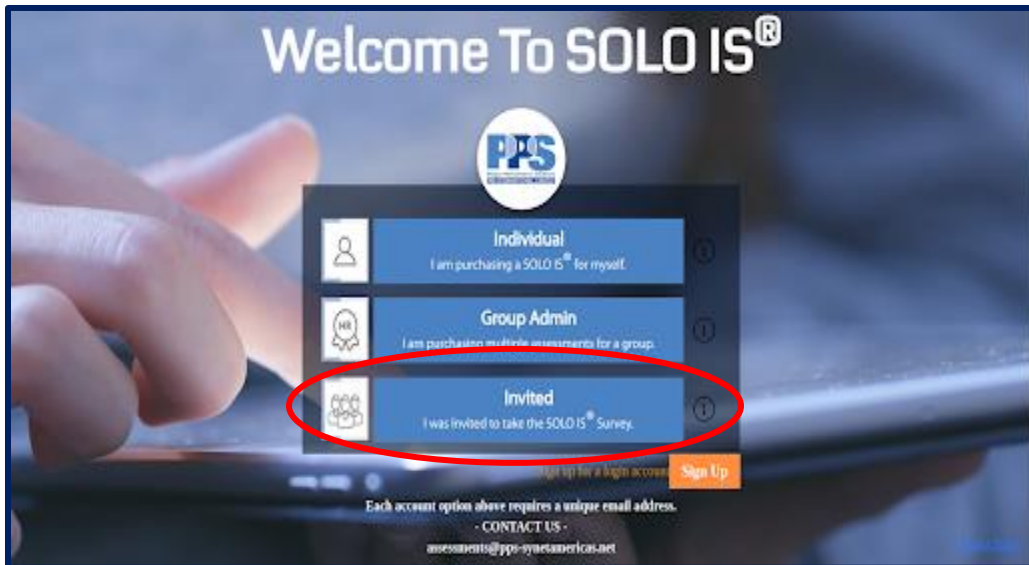 Welcome To SOLO IS®
PPS
Individual
I am purchasing a SOLO IS® for myself.
HR
Group Admin
I am purchasing multiple assessments for a group.
Invited
I was invited to take the SOLO IS® Survey.
Sign up for a login account
Sign Up
Each account option above requires a unique email address.
- CONTACT US -
assessments@pps-synetamericas.net